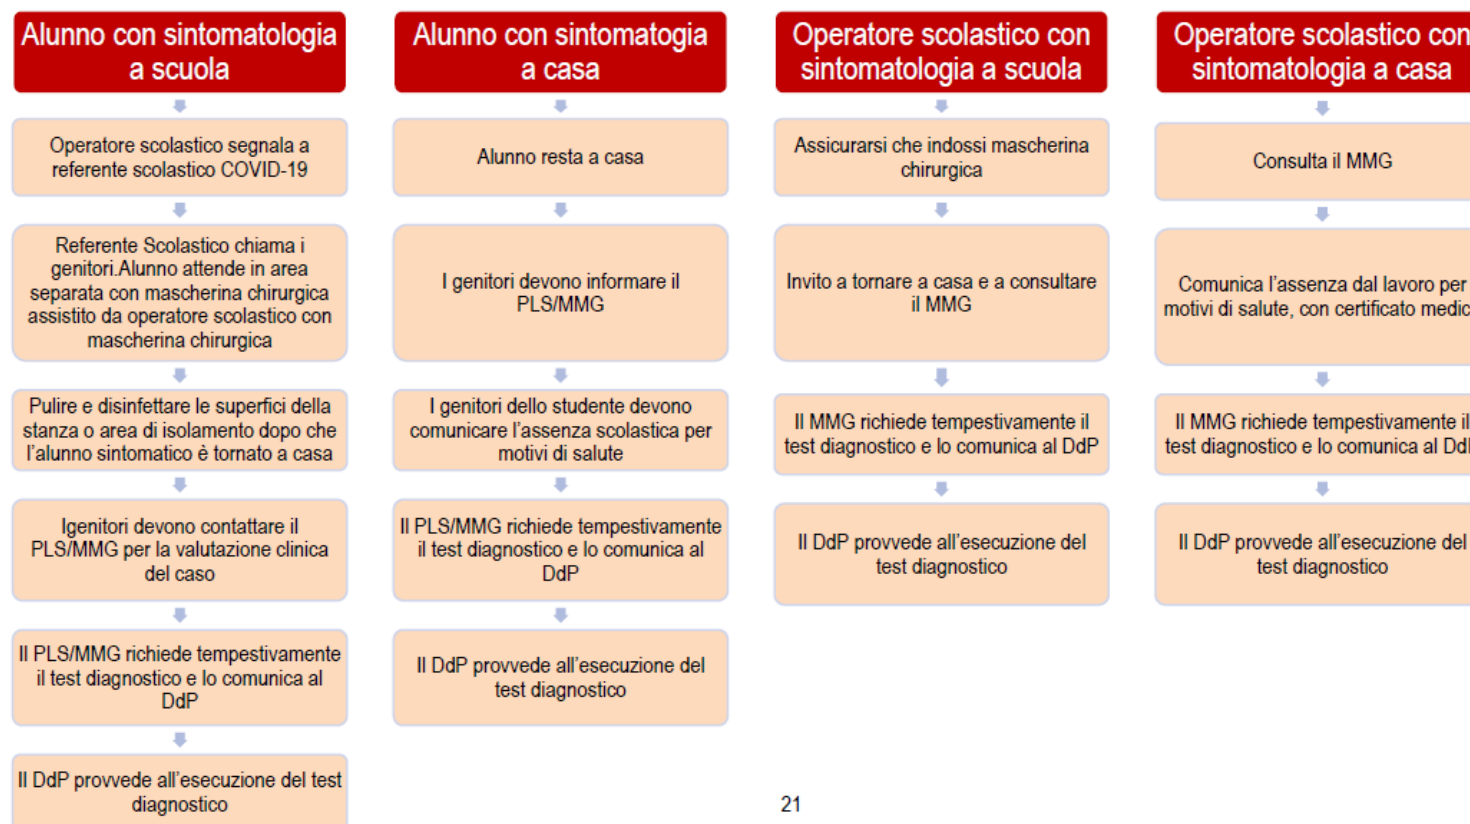 Alunno con sintomatologia
a scuola
Operatore scolastico segnala a
referente scolastico COVID-19
Referente Scolastico chiama i
genitori.Alunno attende in area
separata con mascherina chirurgica
assistito da operatore scolastico con
mascherina chirurgica
Pulire e disinfettare le superfici della
stanza o area di isolamento dopo che
l'alunno sintomatico è tornato a casa
Igenitori devono contattare il
PLS/MMG per la valutazione clinica
del caso
Il PLS/MMG richiede tempestivamente
il test diagnostico e lo comunica al
DdP
Il DdP provvede all'esecuzione del test
diagnostico
Alunno con sintomatogia
a casa
Alunno resta a casa
I genitori devono informare il
PLS/MMG
I genitori dello studente devono
comunicare l'assenza scolastica per
motivi di salute
Il PLS/MMG richiede tempestivamente
il test diagnostico e lo comunica al
DdP
Il DdP provvede all'esecuzione del
test diagnostico
Operatore scolastico con
sintomatologia a scuola
Assicurarsi che indossi mascherina
chirurgica
Invito a tornare a casa e a consultare
il MMG
Il MMG richiede tempestivamente il
test diagnostico e lo comunica al DdP
Il DdP provvede all'esecuzione del
test diagnostico
Operatore scolastico con
sintomatologia a casa
Consulta il MMG
Comunica l'assenza dal lavoro per
motivi di salute, con certificato medic
Il MMG richiede tempestivamente il
test diagnostico e lo comunica al Dd
Il DdP provvede all'esecuzione del
test diagnostico
21